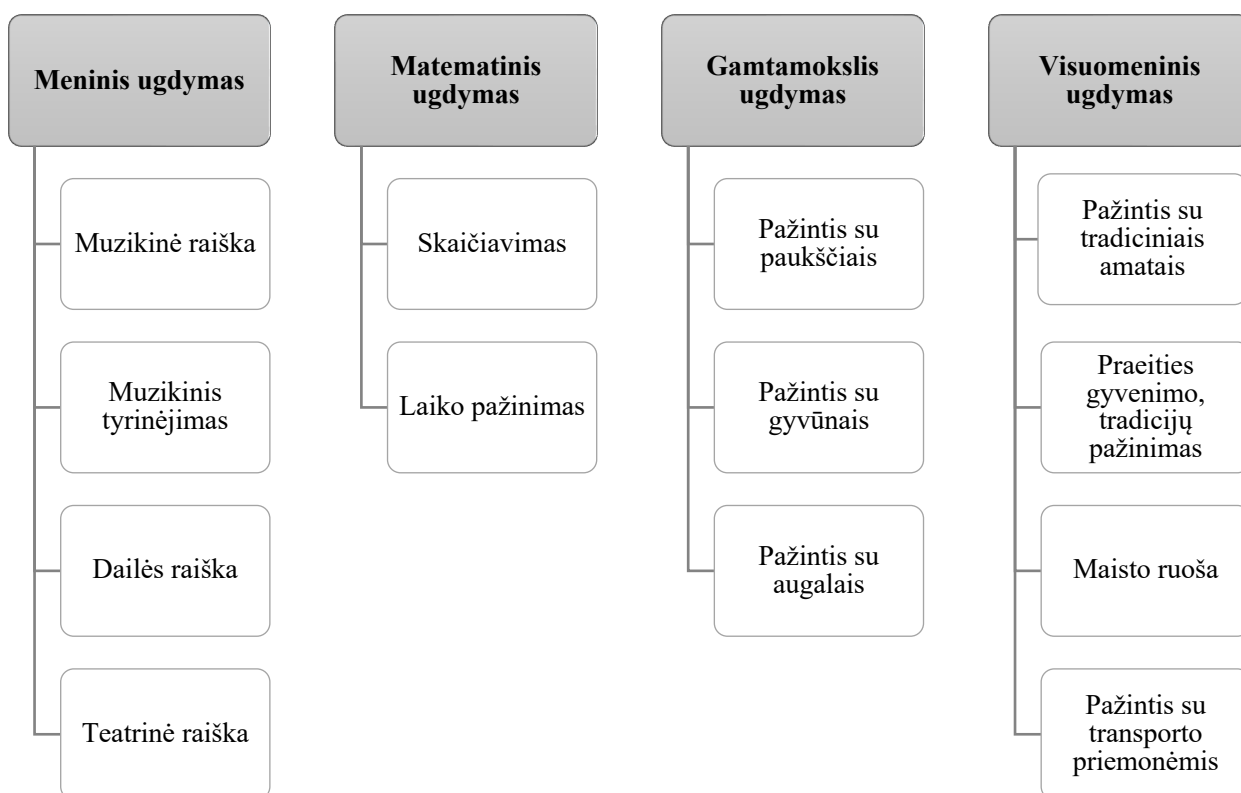 Meninis ugdymas
Muzikinė raiška
Muzikinis
tyrinėjimas
Dailės raiška
Teatrinė raiška
Matematinis
ugdymas
Skaičiavimas
Laiko pažinimas
Gamtamokslis
ugdymas
Pažintis su
paukščiais
Pažintis su
gyvūnais
Pažintis su
augalais
Visuomeninis
ugdymas
Pažintis su
tradiciniais
amatais
Praeities
gyvenimo,
tradicijų
pažinimas
Maisto ruoša
Pažintis su
transporto
priemonėmis